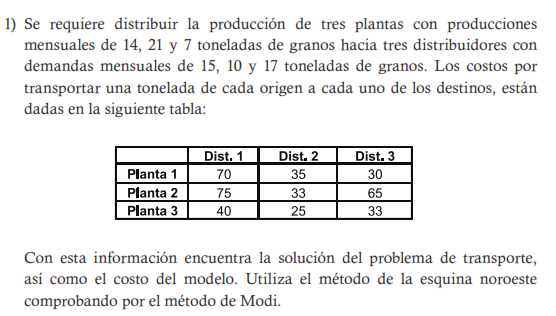 1) Se requiere distribuir la producción de tres plantas con producciones
mensuales de 14, 21 y 7 toneladas de granos hacia tres distribuidores con
demandas mensuales de 15, 10 y 17 toneladas de granos. Los costos por
transportar una tonelada de cada origen a cada uno de los destinos, están
dadas en la siguiente tabla:
Dist. 1 Dist. 2 Dist. 3
Planta 1 70 35 30
Planta 2 75 33 65
Planta 3 40 25 33
Con esta información encuentra la solución del problema de transporte,
así como el costo del modelo. Utiliza el método de la esquina noroeste
comprobando por el método de Modi.